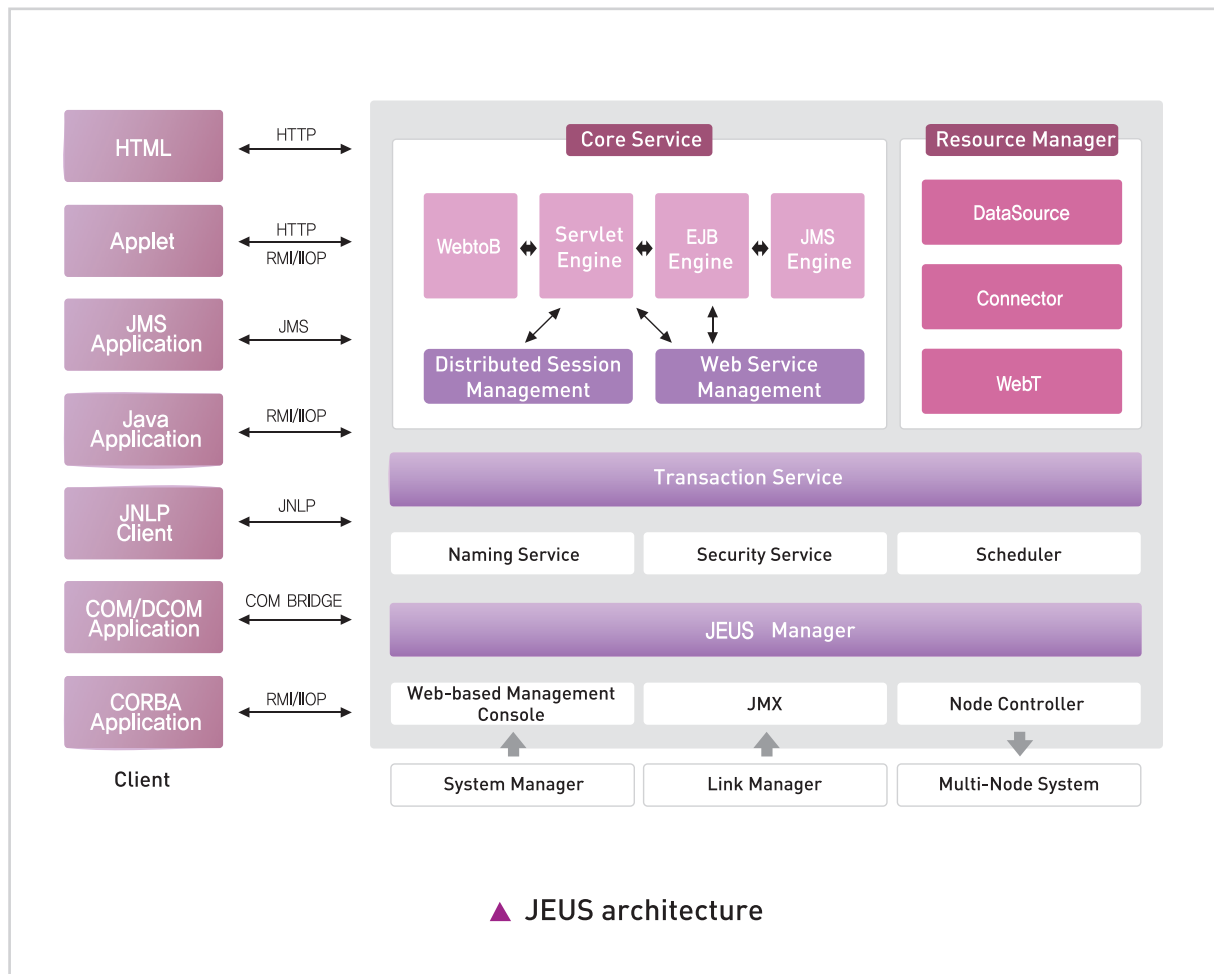 HTML
HTTP
Applet
HTTP
RMI/IIOP
JMS
Application
JMS
Java
Application
RMI/IIOP
JNLP
Client
JNLP
COM/DCOM
Application
COM BRIDGE
CORBA
Application
RMI/IIOP
Client
Core Service
WebtoB
Servlet
Engine
EJB
Engine
JMS
Engine
Distributed Session
Management
Web Service
Management
Resource Manager
DataSource
Connector
WebT
Transaction Service
Naming Service
Security Service
Scheduler
JEUS Manager
Web-based Management
Console
JMX
Node Controller
System Manager
Link Manager
Multi-Node System
▲ JEUS architecture